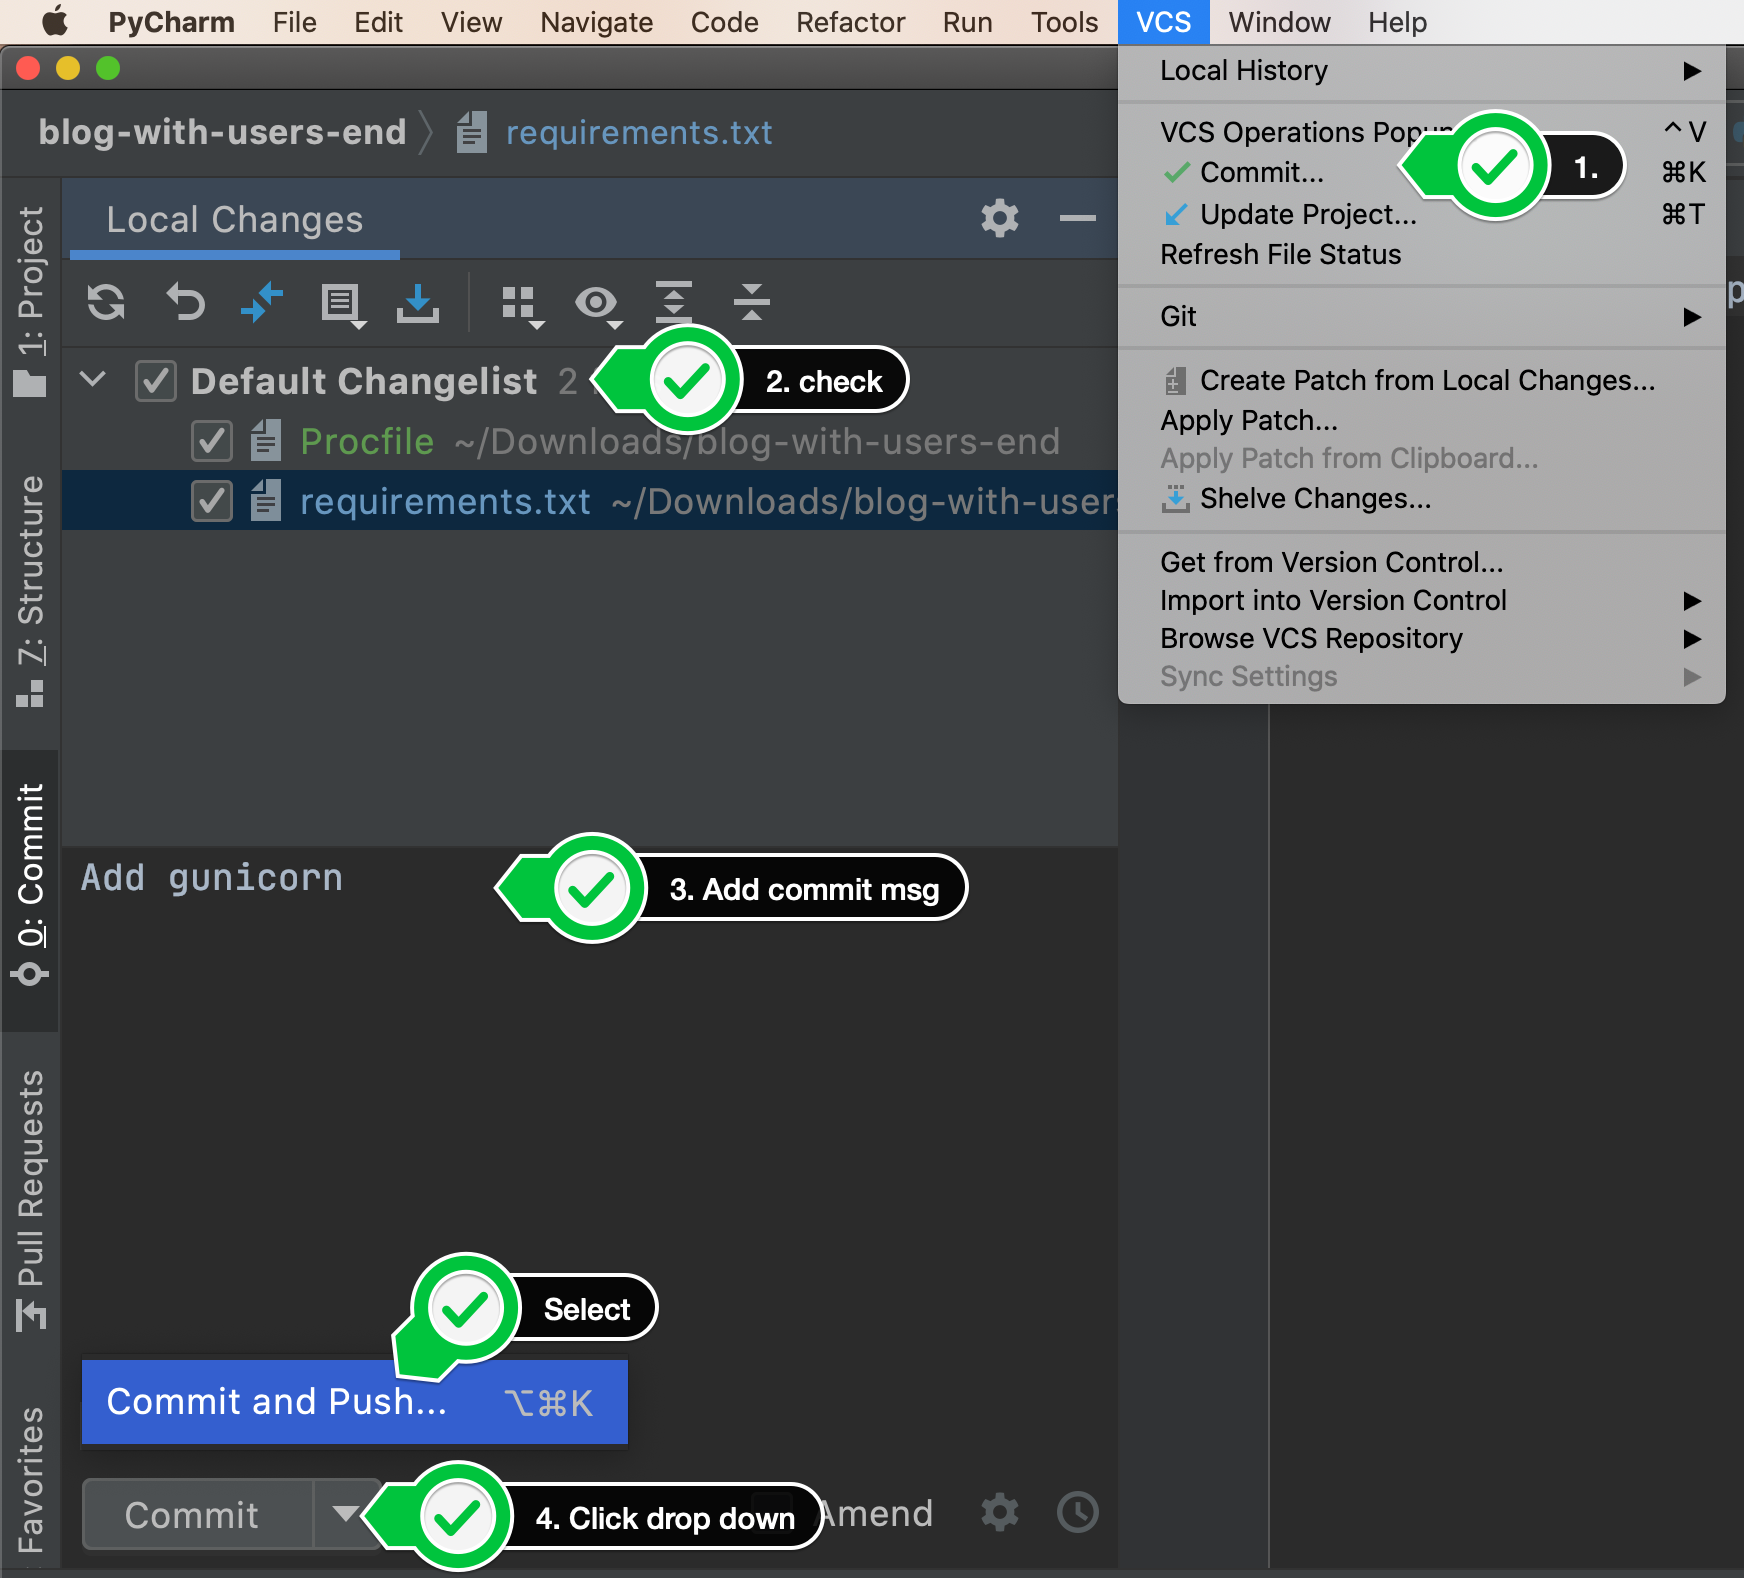 PyCharm File Edit View Navigate Code Refactor Run Tools VCS Window Help
blog-with-users-end requirements.txt
Local Changes
Default Changelist 2
2. check
Procfile ~/Downloads/blog-with-users-end
requirements.txt ~/Downloads/blog-with-users
Add gunicorn
3. Add commit msg
Select
Commit and Push... ⌥⌘K
Commit
4. Click drop down
Amend
1: Project
7: Structure
0: Commit
Pull Requests
Favorites
Local History
VCS Operations Popup ^V
Commit... ⌘K
1.
Update Project... ⌘T
Refresh File Status
Git
Create Patch from Local Changes...
Apply Patch...
Apply Patch from Clipboard...
Shelve Changes...
Get from Version Control...
Import into Version Control
Browse VCS Repository
Sync Settings